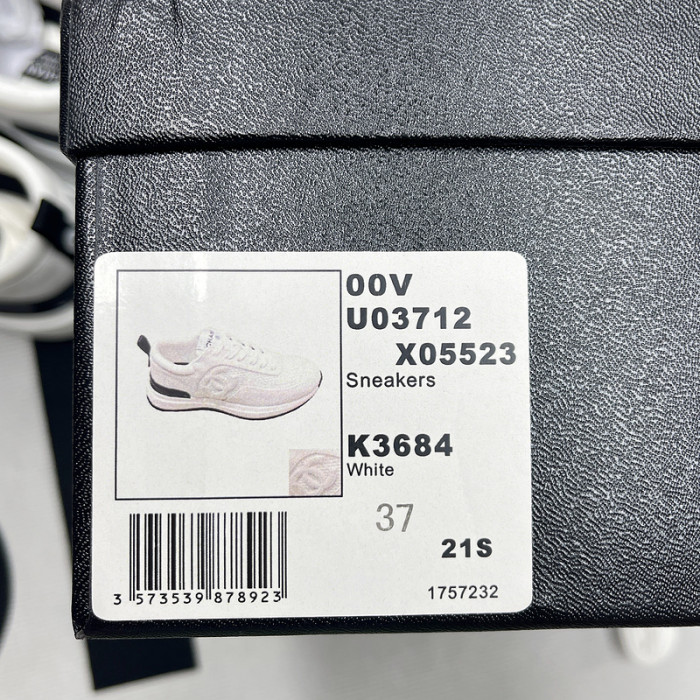 00V
U03712
X05523
Sneakers
K3684
White
37
21S
3 573539 878923
1757232